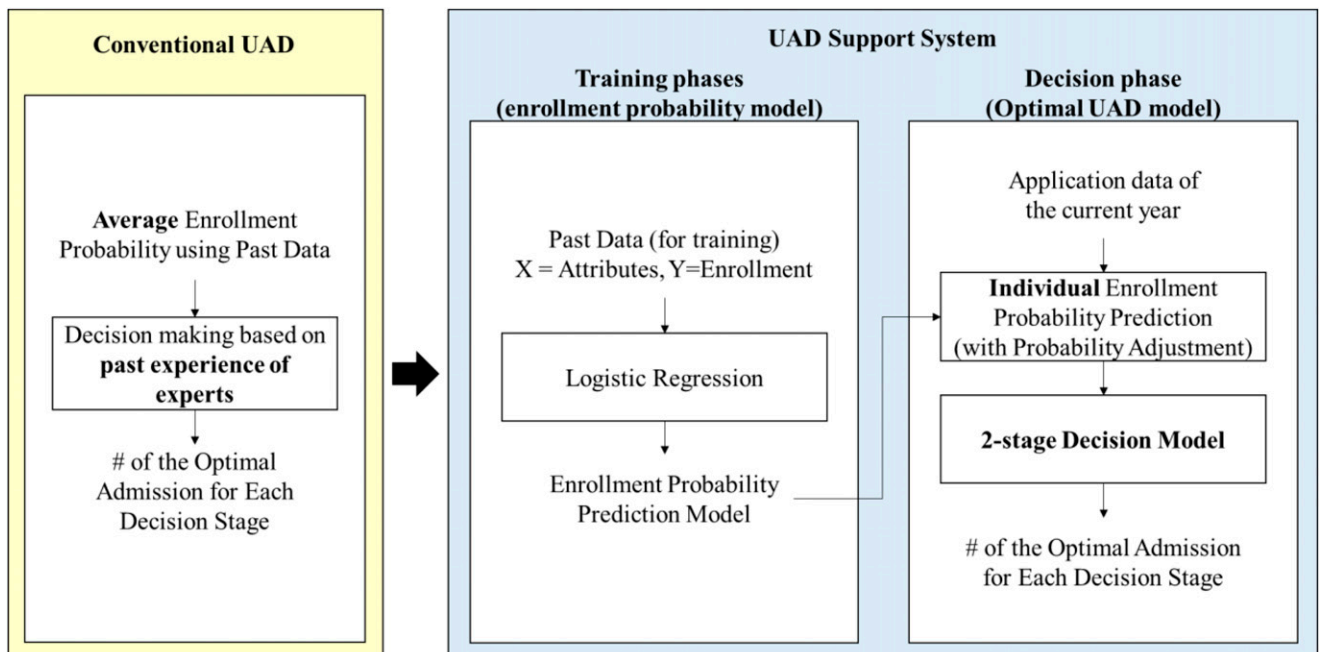 Conventional UAD
Average Enrollment
Probability using Past Data
Decision making based on
past experience of
experts
# of the Optimal
Admission for Each
Decision Stage
UAD Support System
Training phases
(enrollment probability model)
Past Data (for training)
X = Attributes, Y=Enrollment
Logistic Regression
Enrollment Probability
Prediction Model
Decision phase
(Optimal UAD model)
Application data of
the current year
Individual Enrollment
Probability Prediction
(with Probability Adjustment)
2-stage Decision Model
# of the Optimal Admission
for Each Decision Stage